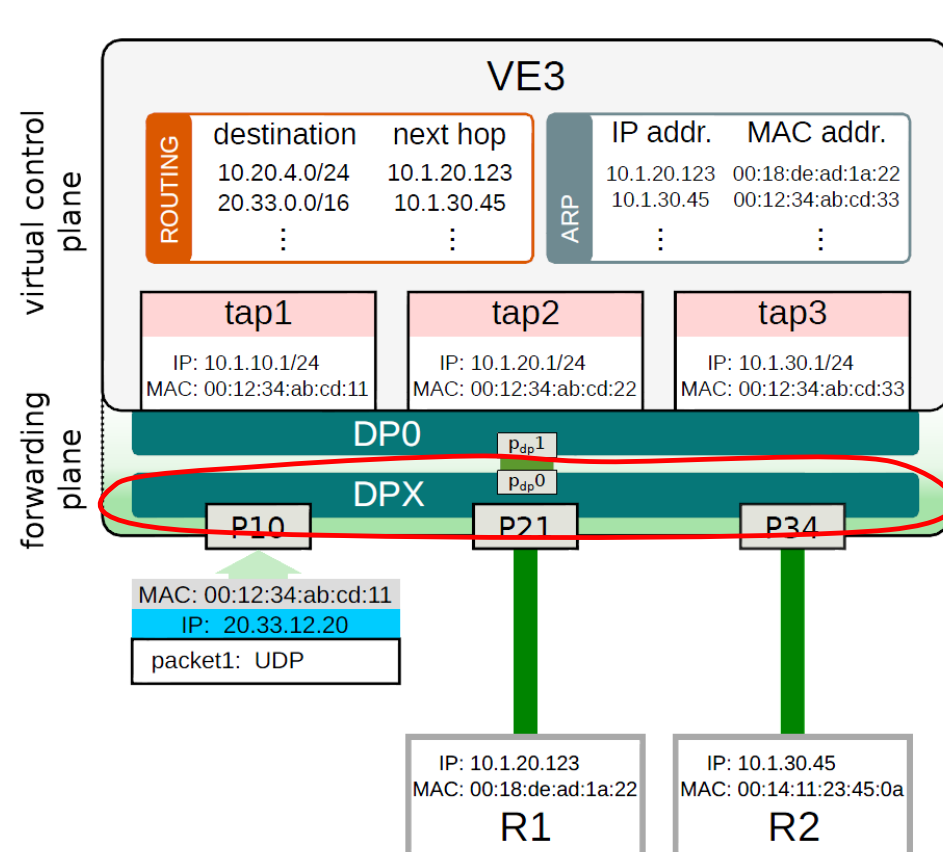 VE3
virtual control
plane
ROUTING
destination next hop
10.20.4.0/24 10.1.20.123
20.33.0.0/16 10.1.30.45
⋮ ⋮
ARP
IP addr. MAC addr.
10.1.20.123 00:18:de:ad:1a:22
10.1.30.45 00:12:34:ab:cd:33
⋮ ⋮
tap1
IP: 10.1.10.1/24
MAC: 00:12:34:ab:cd:11
tap2
IP: 10.1.20.1/24
MAC: 00:12:34:ab:cd:22
tap3
IP: 10.1.30.1/24
MAC: 00:12:34:ab:cd:33
forwarding
plane
DP0
pdp1
DPX
pdp0
P10 P21 P34
MAC: 00:12:34:ab:cd:11
IP: 20.33.12.20
packet1: UDP
IP: 10.1.20.123
MAC: 00:18:de:ad:1a:22
R1
IP: 10.1.30.45
MAC: 00:14:11:23:45:0a
R2